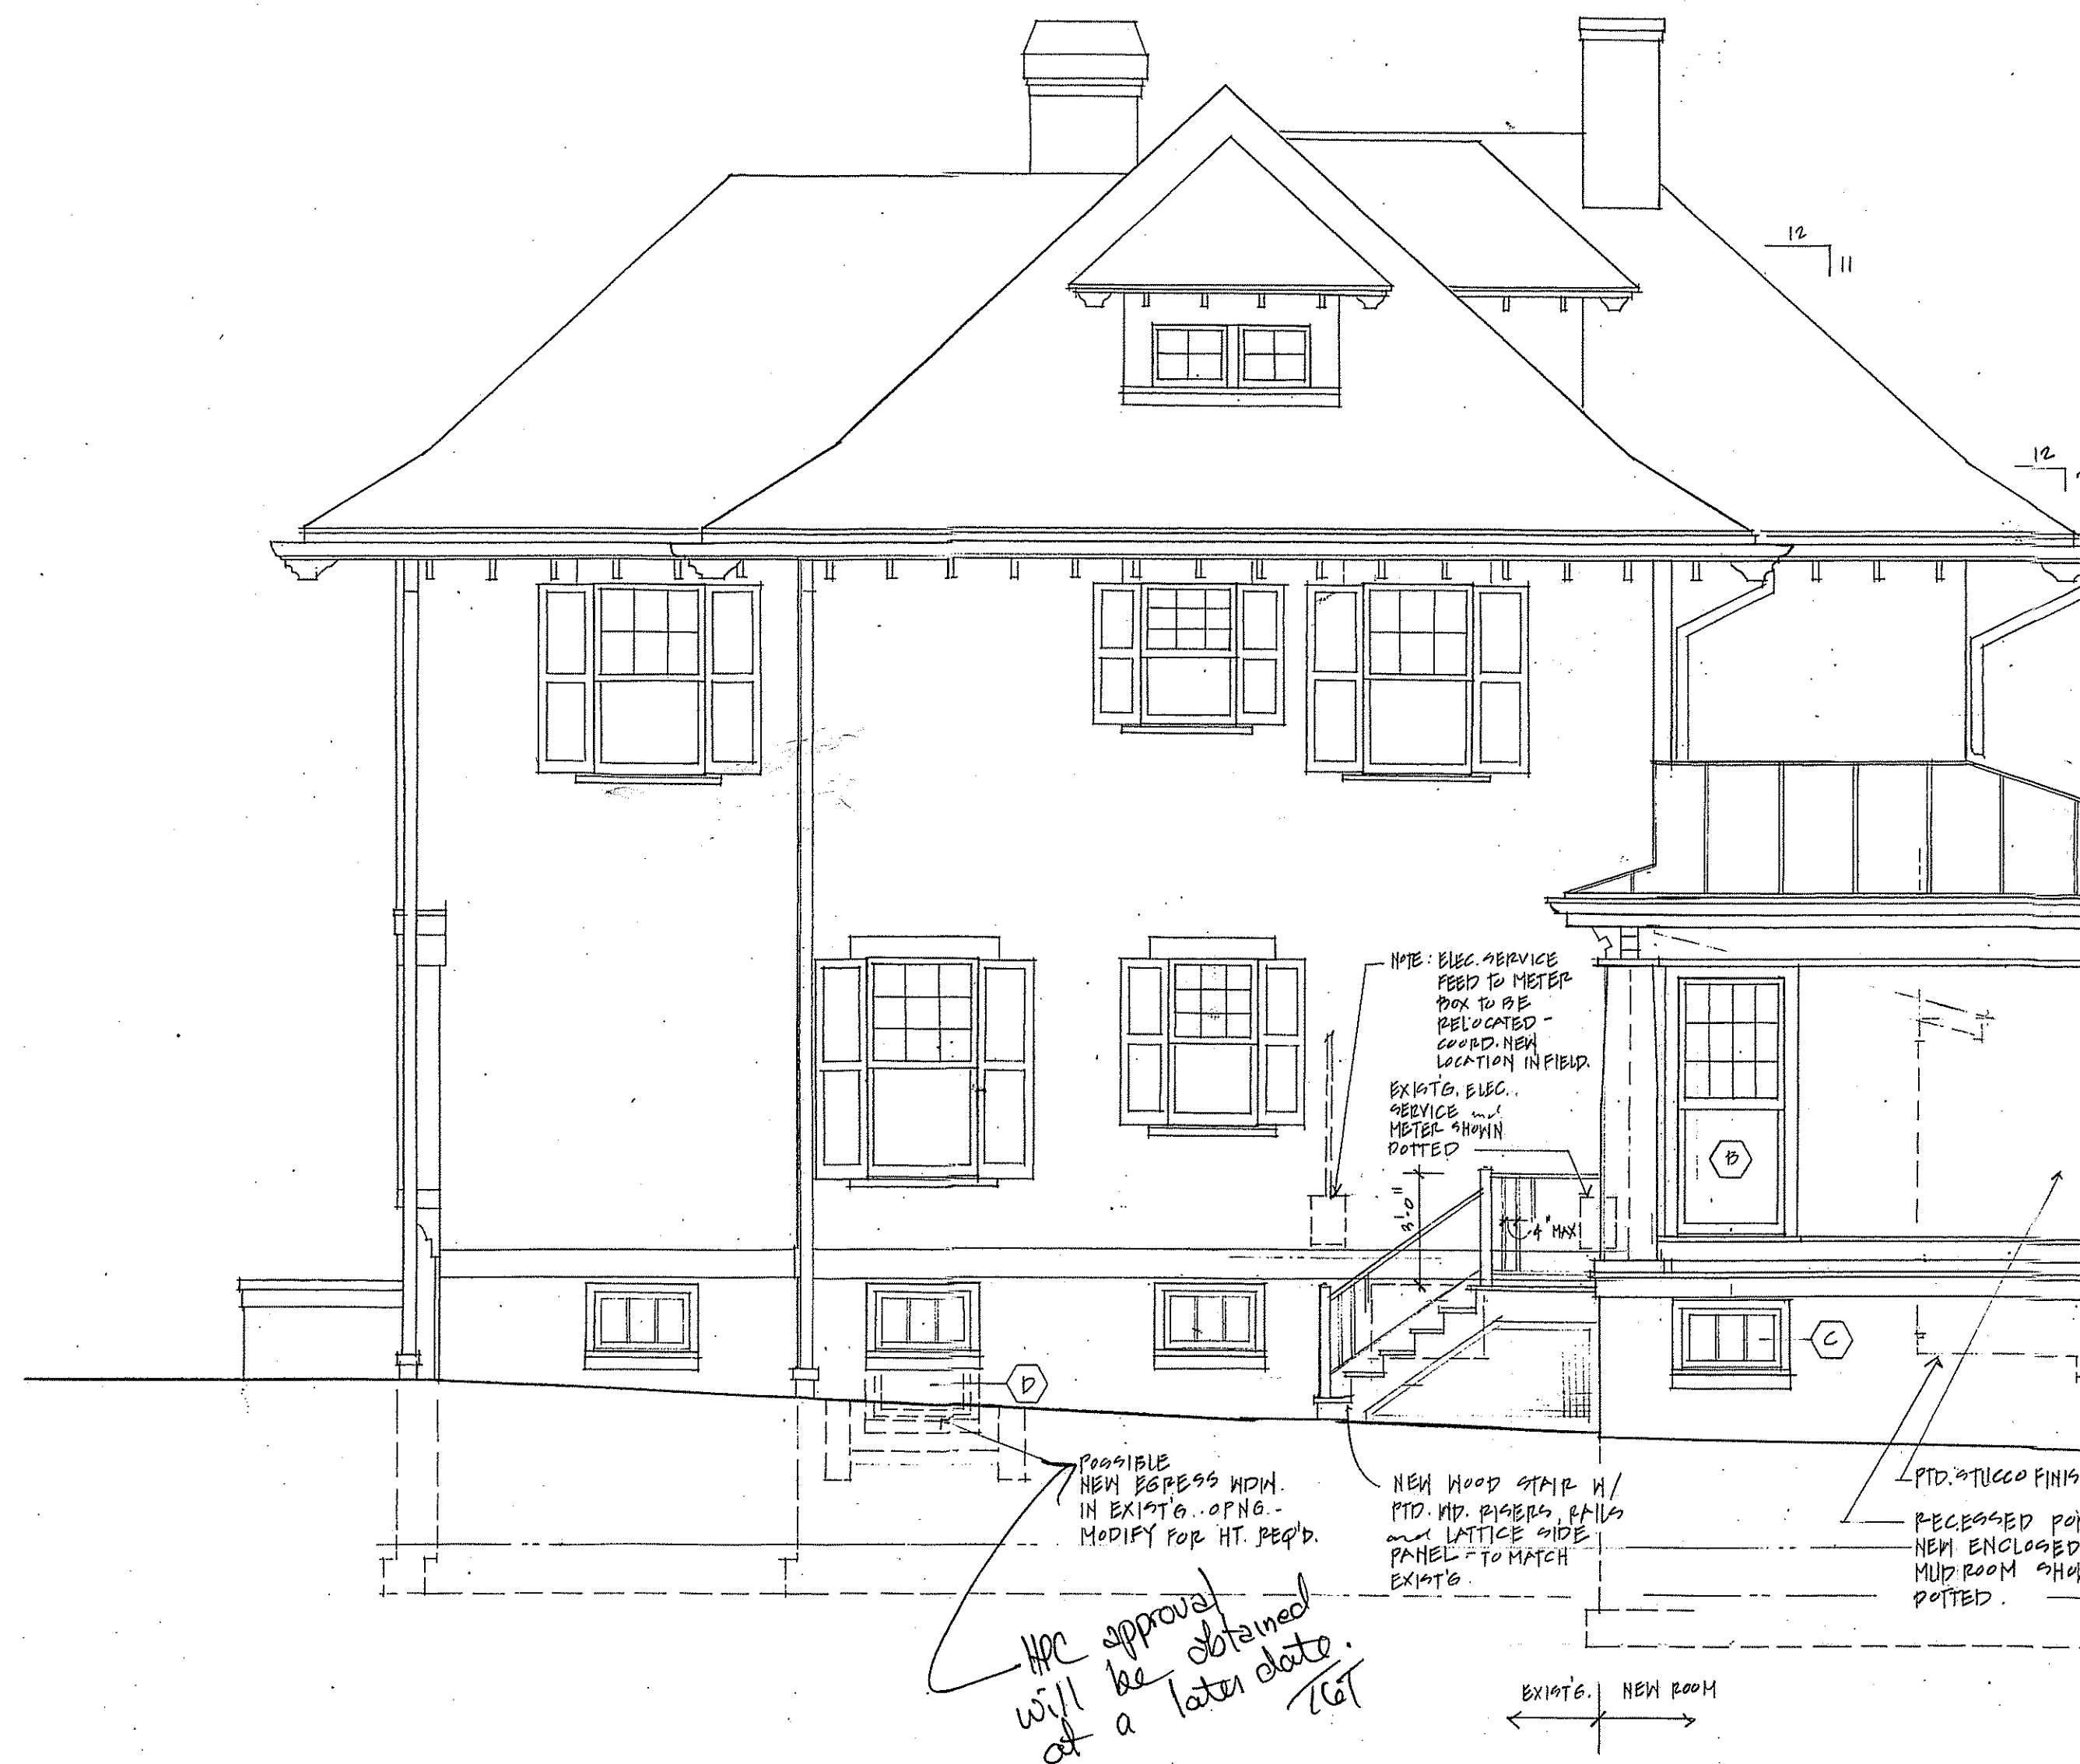 12
11
12
NOTE: ELEC. SERVICE
FEED TO METER
BOX TO BE
RELOCATED -
COORD. NEW
LOCATION IN FIELD.
EXIST'G. ELEC.
SERVICE and
METER SHOWN
DOTTED
3'-0"
4" MAX
B
C
D
POSSIBLE
NEW EGRESS WDW.
IN EXIST'G. OPNG. -
MODIFY FOR HT. REQ'D.
NEW WOOD STAIR W/
PTD. WD. RISERS, RAILS
and LATTICE SIDE
PANEL - TO MATCH
EXIST'G.
PTD. STUCCO FINIS
RECESSED PO
NEW ENCLOSED
MUDROOM SHO
DOTTED.
HPC approval
will be obtained
at a later date.
TGT
EXIST'G. NEW ROOM